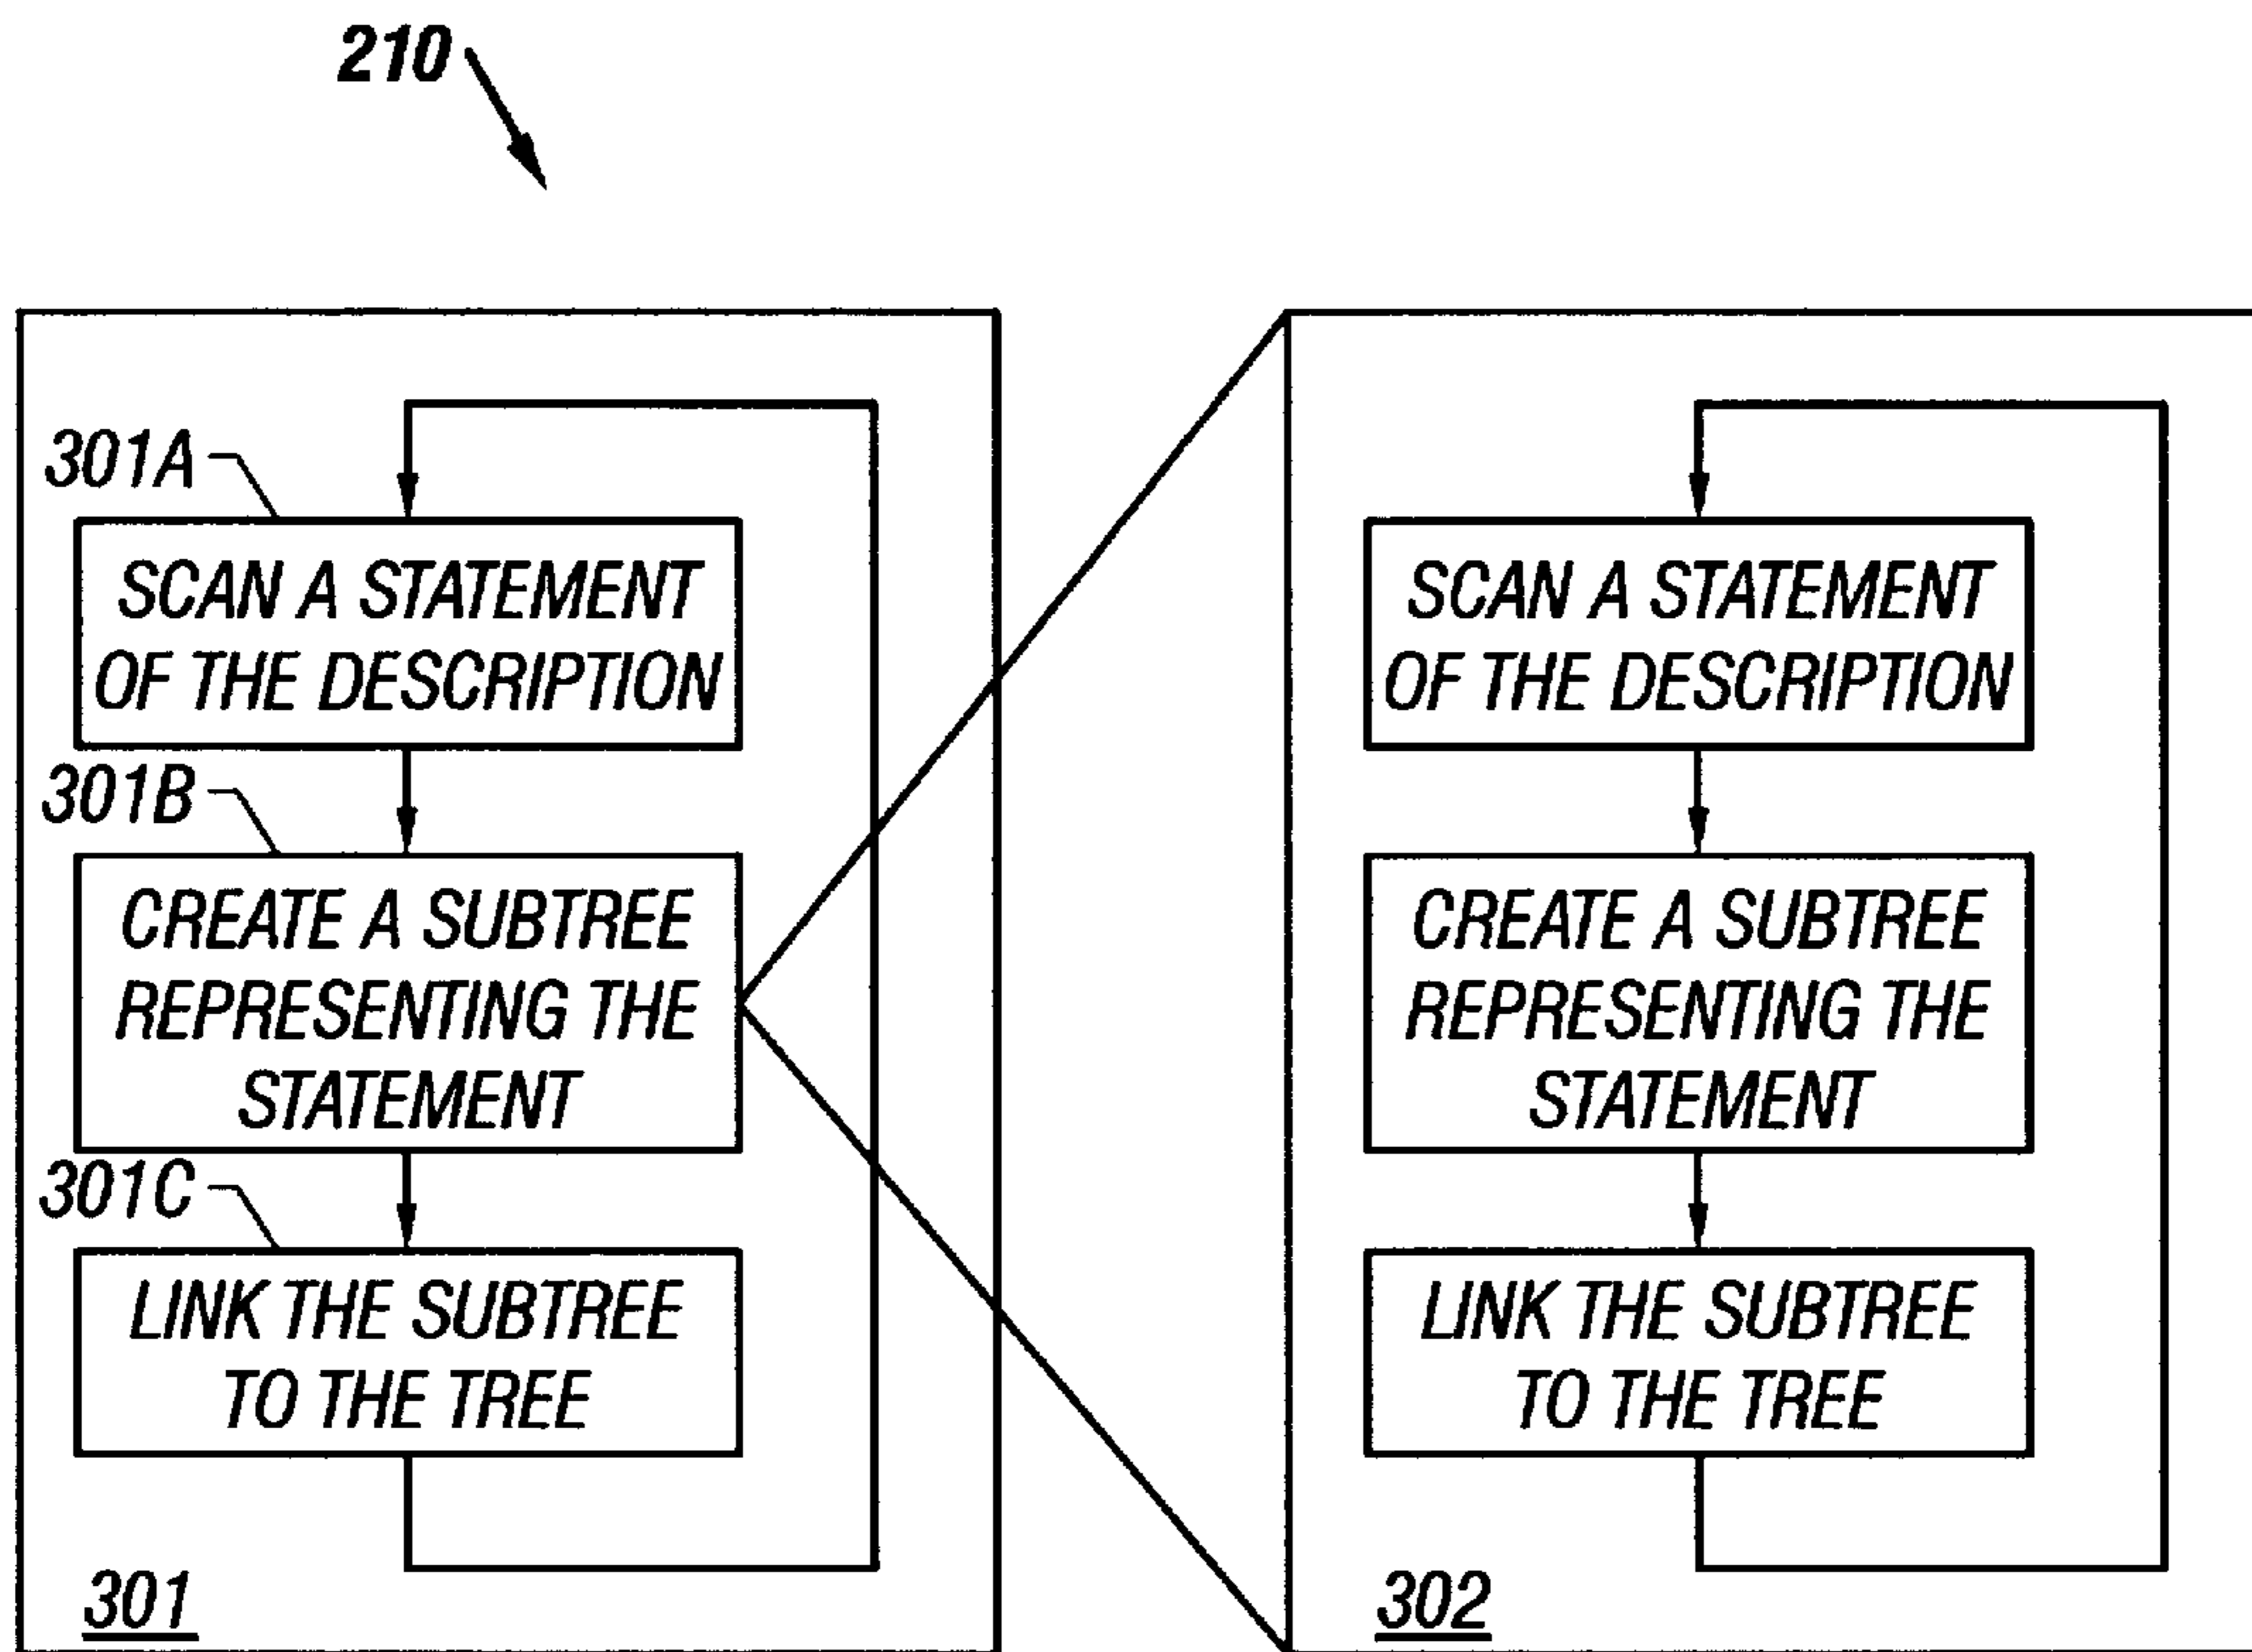 210
301A
SCAN A STATEMENT
OF THE DESCRIPTION
301B
CREATE A SUBTREE
REPRESENTING THE
STATEMENT
301C
LINK THE SUBTREE
TO THE TREE
301
SCAN A STATEMENT
OF THE DESCRIPTION
CREATE A SUBTREE
REPRESENTING THE
STATEMENT
LINK THE SUBTREE
TO THE TREE
302